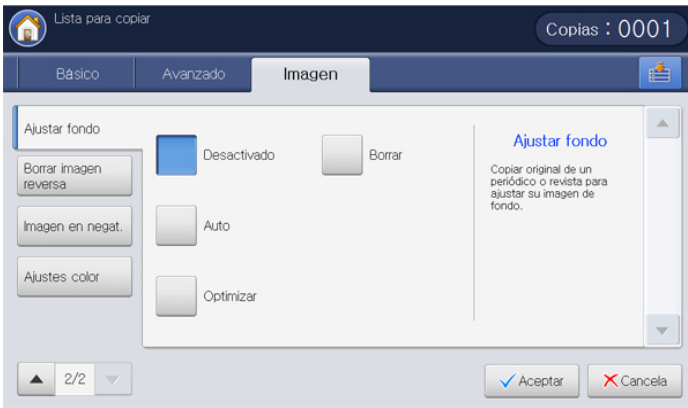 Lista para copiar
Copias : 0001
Básico
Avanzado
Imagen
Ajustar fondo
Borrar imagen
reversa
Imagen en negat.
Ajustes color
Desactivado
Borrar
Auto
Optimizar
Ajustar fondo
Copiar original de un
periódico o revista para
ajustar su imagen de
fondo.
2/2
Aceptar
Cancela